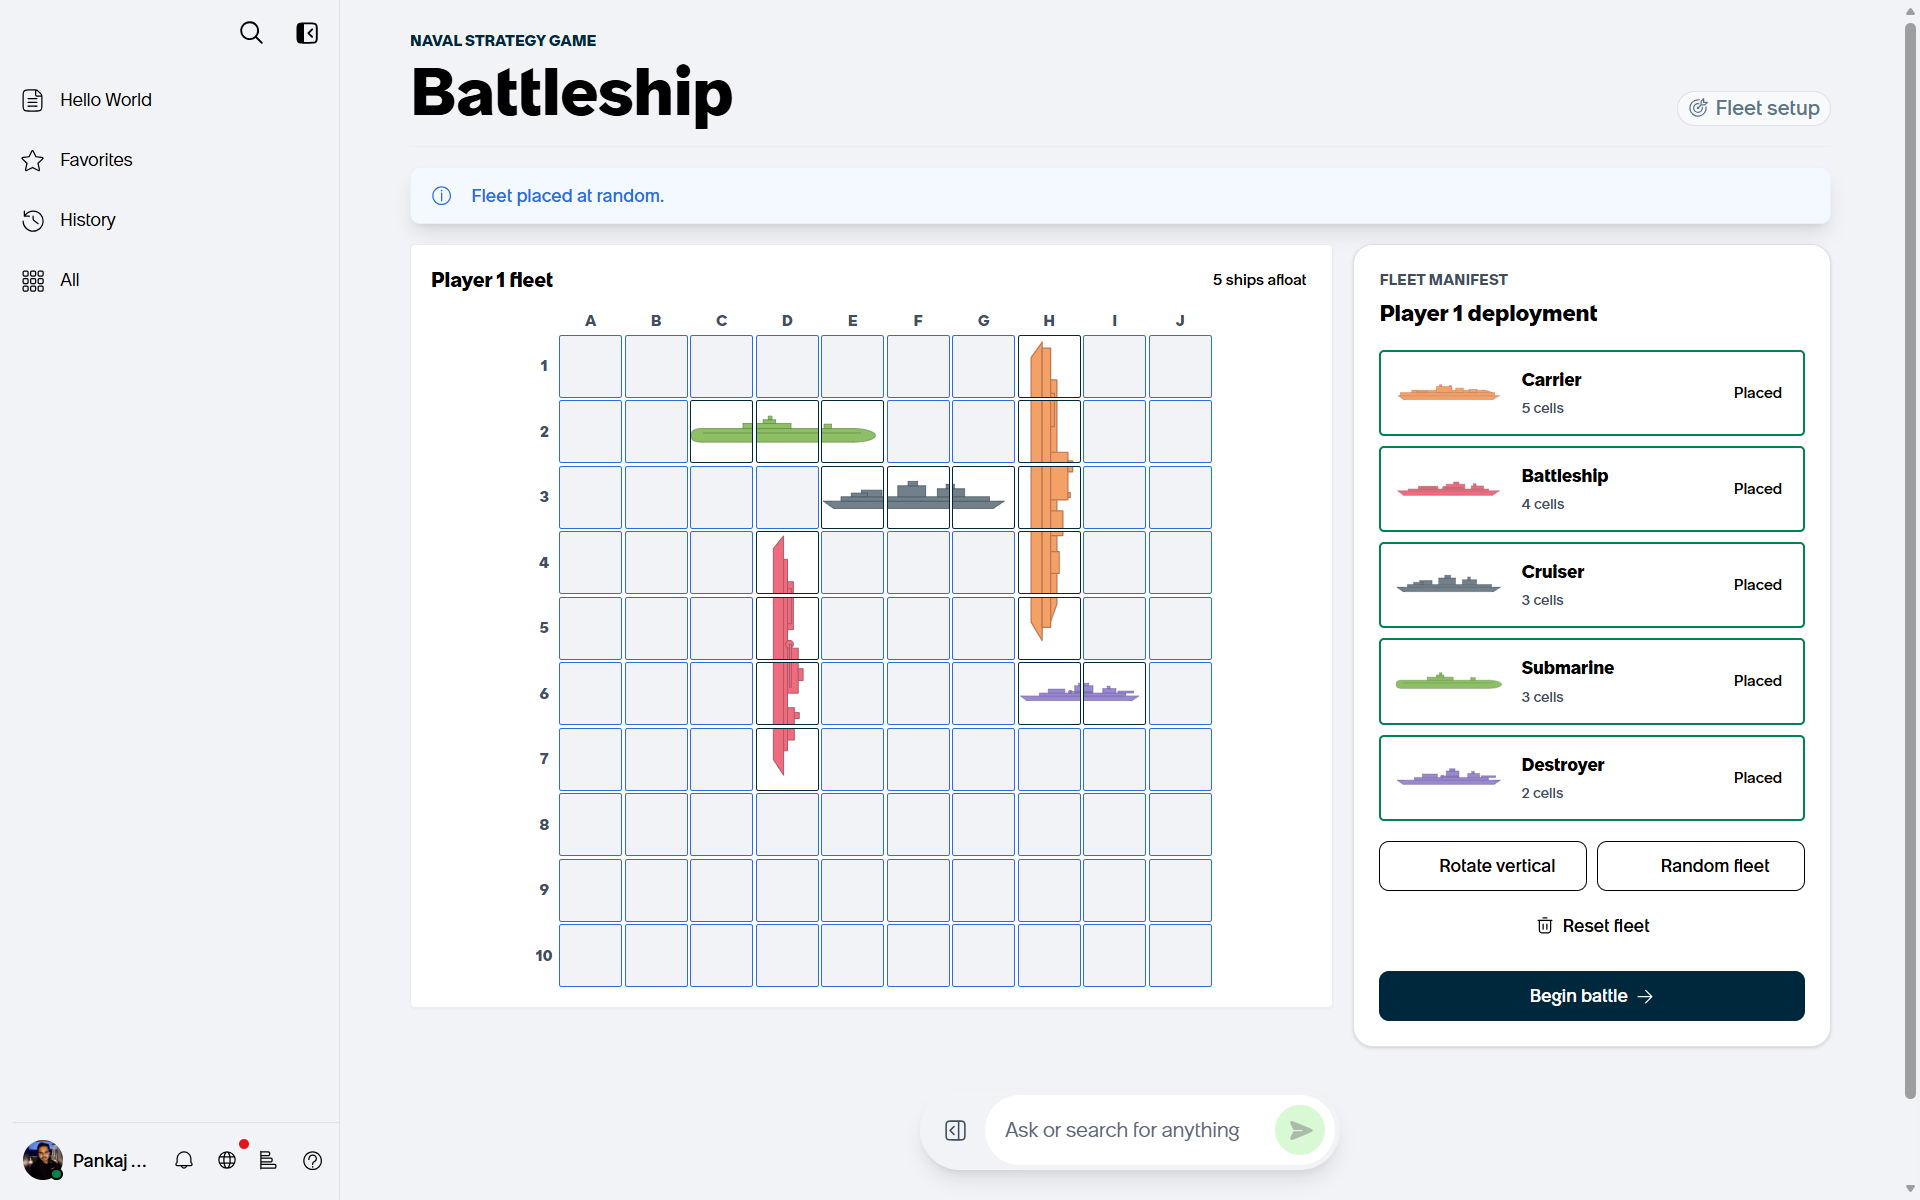 NAVAL STRATEGY GAME
Battleship
Fleet setup
Hello World
Favorites
History
All
Fleet placed at random.
Player 1 fleet
5 ships afloat
A B C D E F G H I J
1
2
3
4
5
6
7
8
9
10
FLEET MANIFEST
Player 1 deployment
Carrier
5 cells
Placed
Battleship
4 cells
Placed
Cruiser
3 cells
Placed
Submarine
3 cells
Placed
Destroyer
2 cells
Placed
Rotate vertical
Random fleet
Reset fleet
Begin battle
Ask or search for anything
Pankaj ...